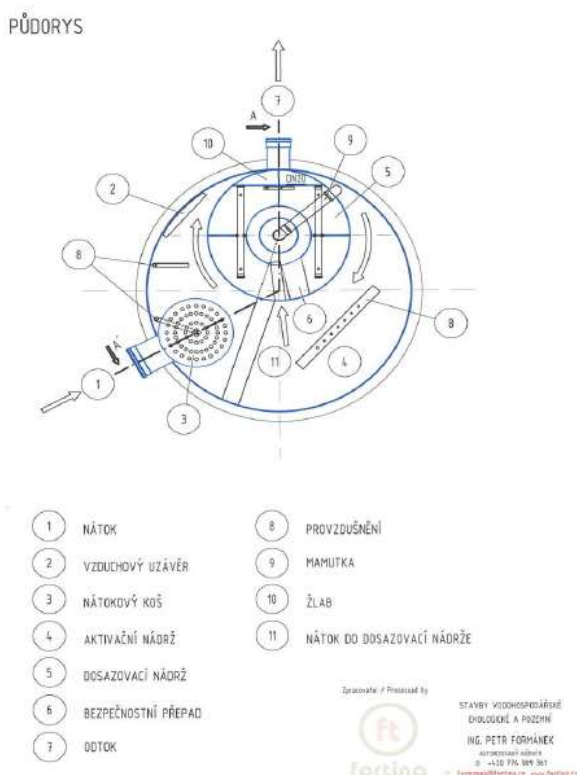 PŮDORYS
7
A
10
9
DN20
5
2
8
6
8
A'
11
4
1
3
1 NÁTOK
2 VZDUCHOVÝ UZÁVĚR
3 NÁTOKOVÝ KOŠ
4 AKTIVAČNÍ NÁDRŽ
5 DOSAZOVACÍ NÁDRŽ
6 BEZPEČNOSTNÍ PŘEPAD
7 ODTOK
8 PROVZDUŠNĚNÍ
9 MAMUTKA
10 ŽLAB
11 NÁTOK DO DOSAZOVACÍ NÁDRŽE
Zpracovatel / Processed by
ft
STAVBY VODOHOSPODÁŘSKÉ
EKOLOGICKÉ A POZEMNÍ
ING. PETR FORMÁNEK